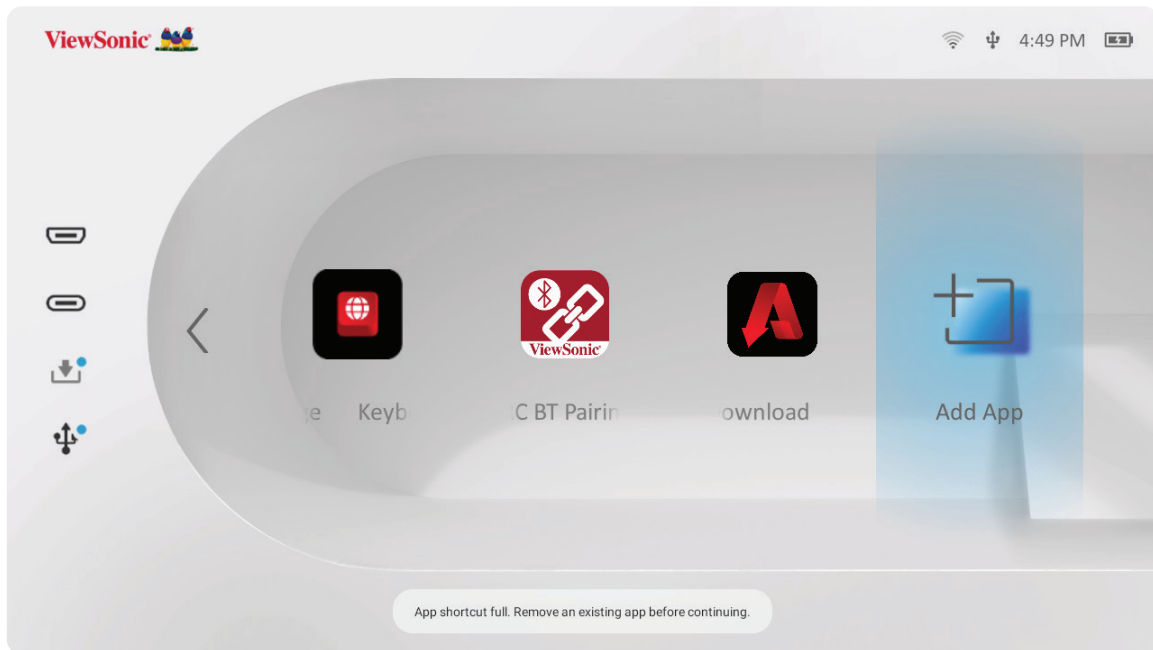 ViewSonic
4:49 PM
ViewSonic
e Keyb
C BT Pairin
ownload
Add App
App shortcut full. Remove an existing app before continuing.